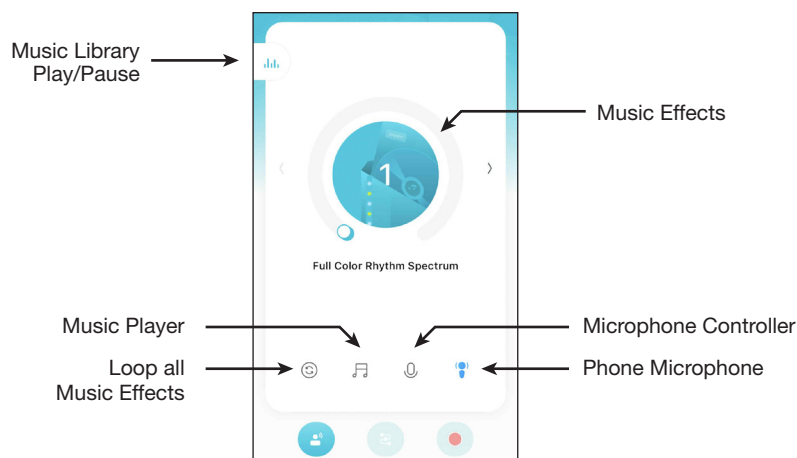 Music Library
Play/Pause
Music Effects
1
Full Color Rhythm Spectrum
Music Player
Microphone Controller
Loop all
Music Effects
Phone Microphone